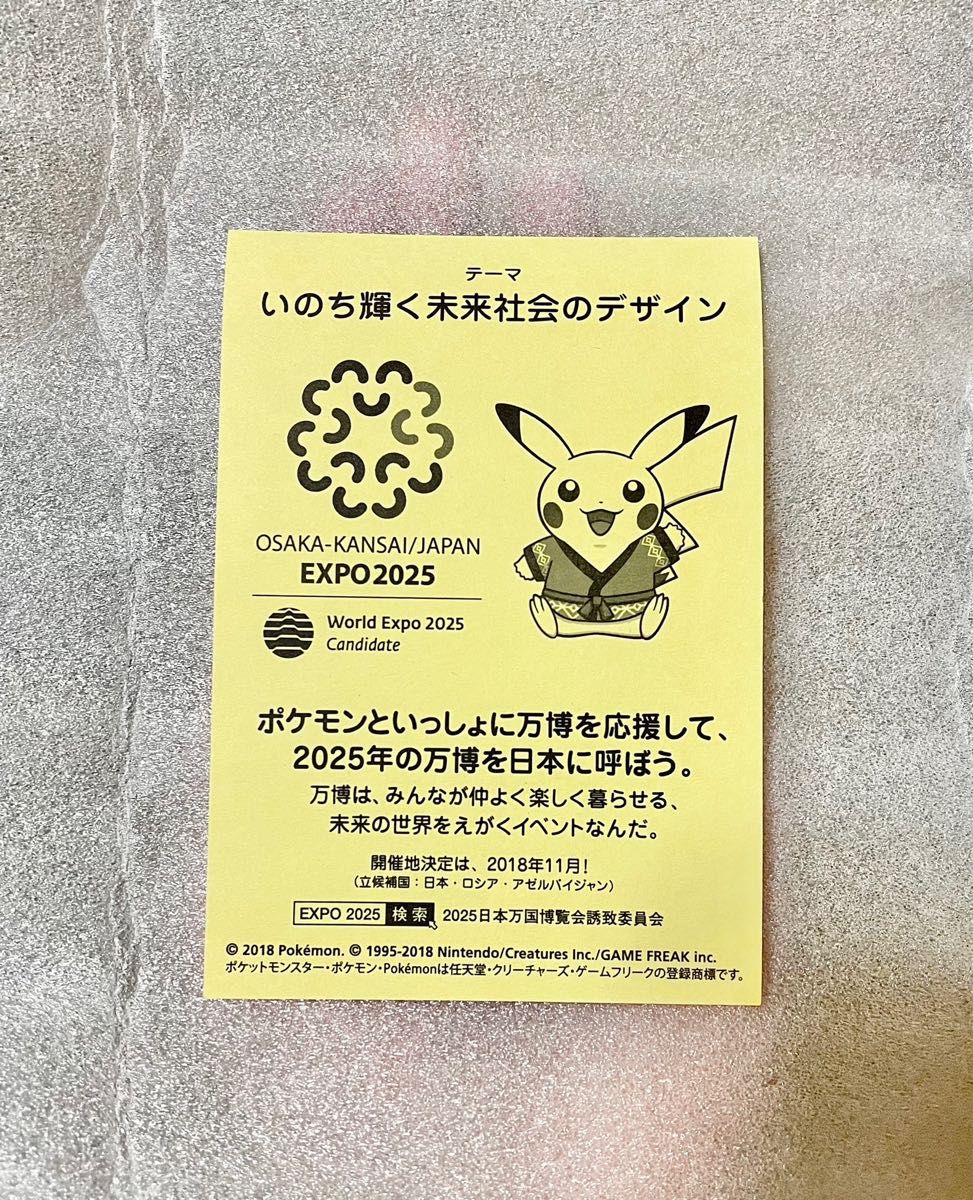 テーマ
いのち輝く未来社会のデザイン
OSAKA-KANSAI/JAPAN
EXPO2025
World Expo 2025
Candidate
ポケモンといっしょに万博を応援して、
2025年の万博を日本に呼ぼう。
万博は、みんなが仲よく楽しく暮らせる、
未来の世界をえがくイベントなんだ。
開催地決定は、2018年11月!
(立候補国:日本・ロシア・アゼルバイジャン)
EXPO 2025 検索 2025日本万国博覧会誘致委員会
© 2018 Pokémon. © 1995-2018 Nintendo/Creatures Inc./GAME FREAK inc.
ポケットモンスター・ポケモン・Pokémonは任天堂・クリーチャーズ・ゲームフリークの登録商標です。